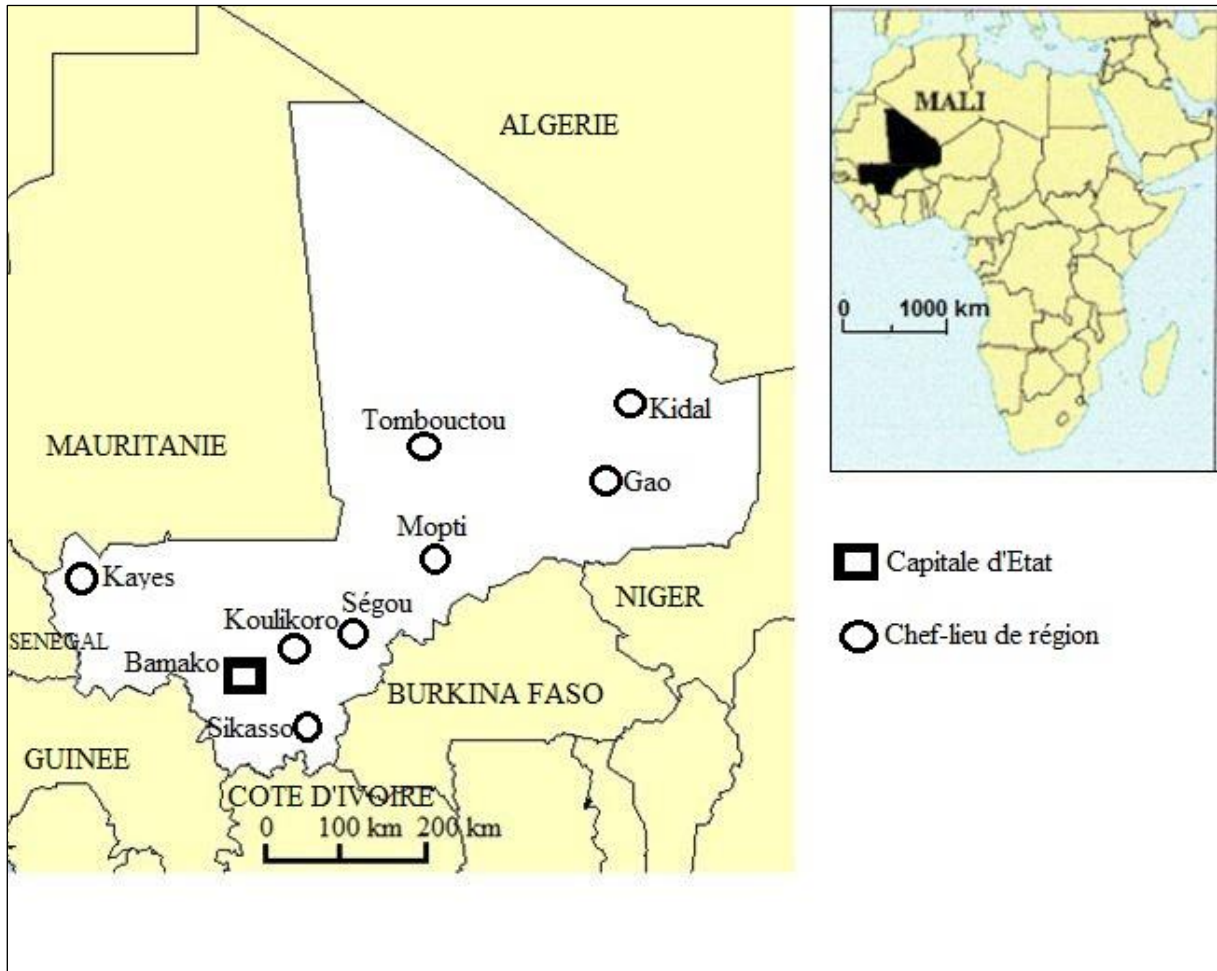 ALGERIE
MALI
0 1000 km
MAURITANIE
Tombouctou
Kidal
Gao
Mopti
Kayes
Ségou
Koulikoro
SENEGAL
Bamako
NIGER
BURKINA FASO
Sikasso
GUINEE
COTE D'IVOIRE
0 100 km 200 km
Capitale d'Etat
Chef-lieu de région